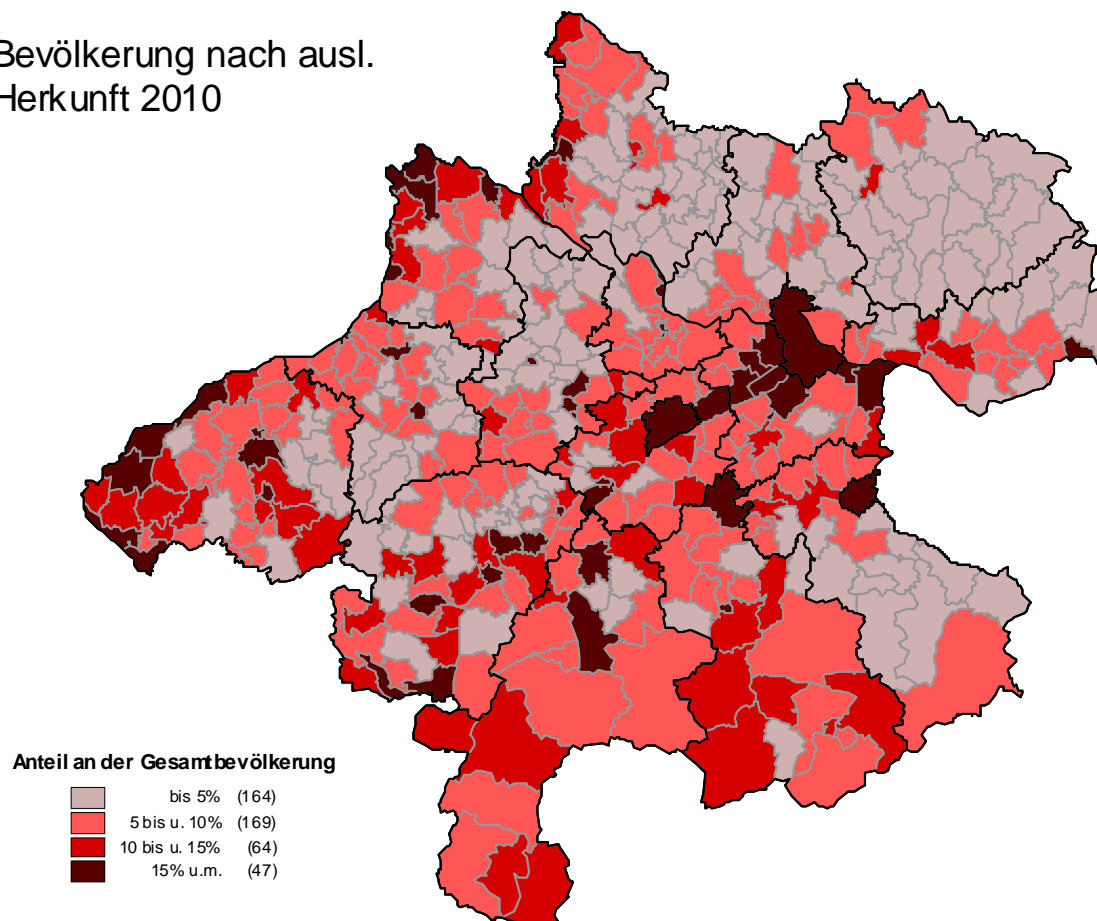 Bevölkerung nach ausl.
Herkunft 2010
Anteil an der Gesamtbevölkerung
bis 5% (164)
5 bis u. 10% (169)
10 bis u. 15% (64)
15% u.m. (47)